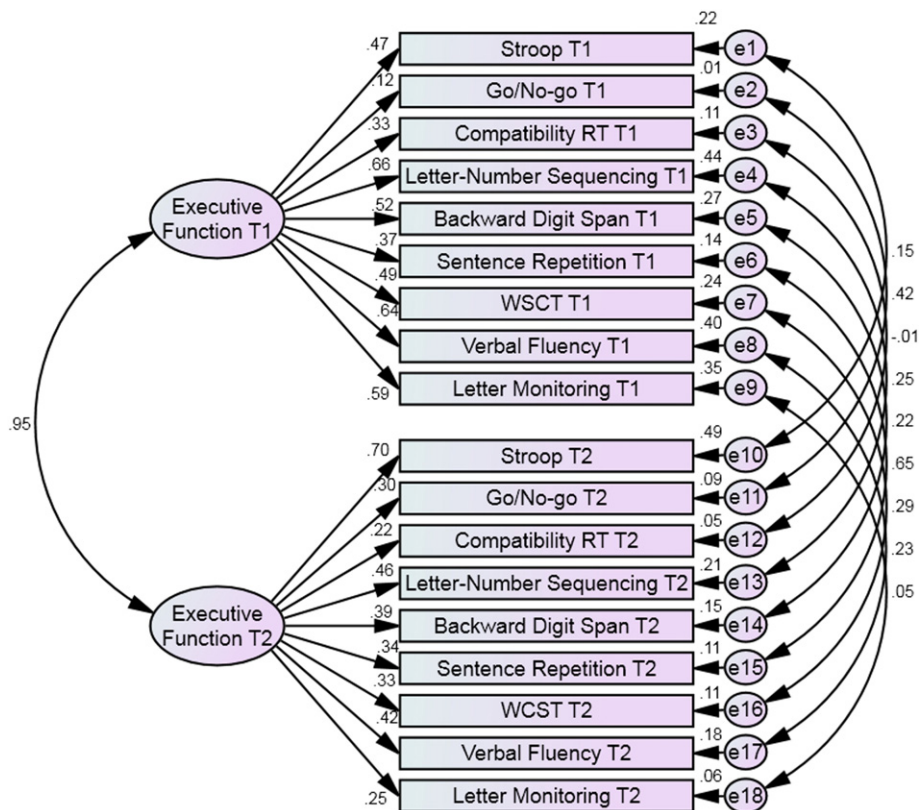 .22
.47 Stroop T1 e1
.01
.12 Go/No-go T1 e2
.11
.33 Compatibility RT T1 e3
.44
.66 Letter-Number Sequencing T1 e4
.27
Executive
Function T1
.52 Backward Digit Span T1 e5
.14
.37 Sentence Repetition T1 e6
.15
.24
.49 WSCT T1 e7
.42
.40
.64 Verbal Fluency T1 e8
-.01
.35
.59 Letter Monitoring T1 e9
.25
.95
.22
.49
.70 Stroop T2 e10
.65
.09
.30 Go/No-go T2 e11
.29
.05
.22 Compatibility RT T2 e12
.23
.21
.46 Letter-Number Sequencing T2 e13
.05
.15
Executive
Function T2
.39 Backward Digit Span T2 e14
.11
.34 Sentence Repetition T2 e15
.11
.33 WCST T2 e16
.18
.42 Verbal Fluency T2 e17
.06
.25 Letter Monitoring T2 e18